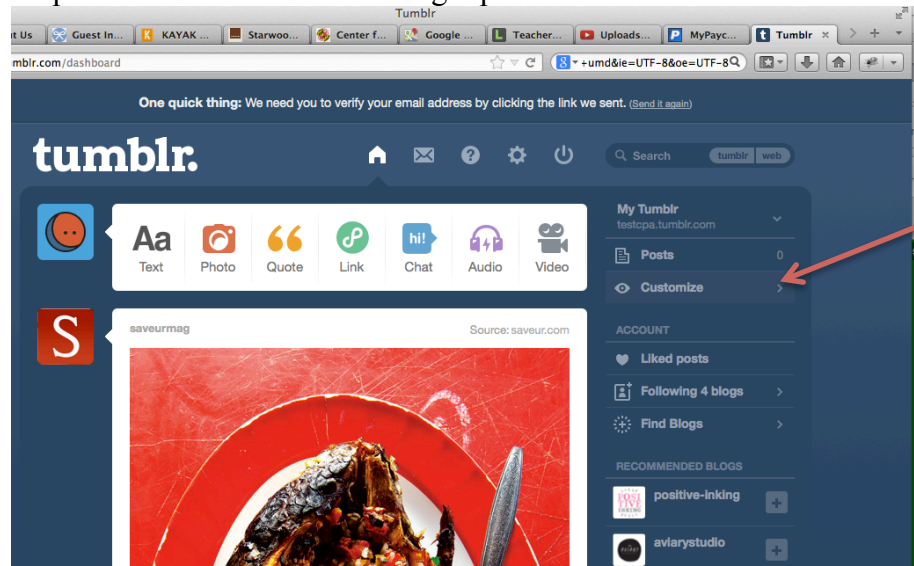 Tumblr
t Us
Guest In...
KAYAK ...
Starwoo...
Center f...
Google ...
Teacher...
Uploads...
MyPayc...
Tumblr
mblr.com/dashboard
+umd&ie=UTF-8&oe=UTF-8
One quick thing: We need you to verify your email address by clicking the link we sent. (Send it again)
tumblr.
Search tumblr web
My Tumblr
testcpa.tumblr.com
Aa
hi!
Text Photo Quote Link Chat Audio Video
Posts 0
Customize
S
saveurmag Source: saveur.com
ACCOUNT
Liked posts
Following 4 blogs
Find Blogs
RECOMMENDED BLOGS
POSI
TIVE
positive-inking
aviarystudio